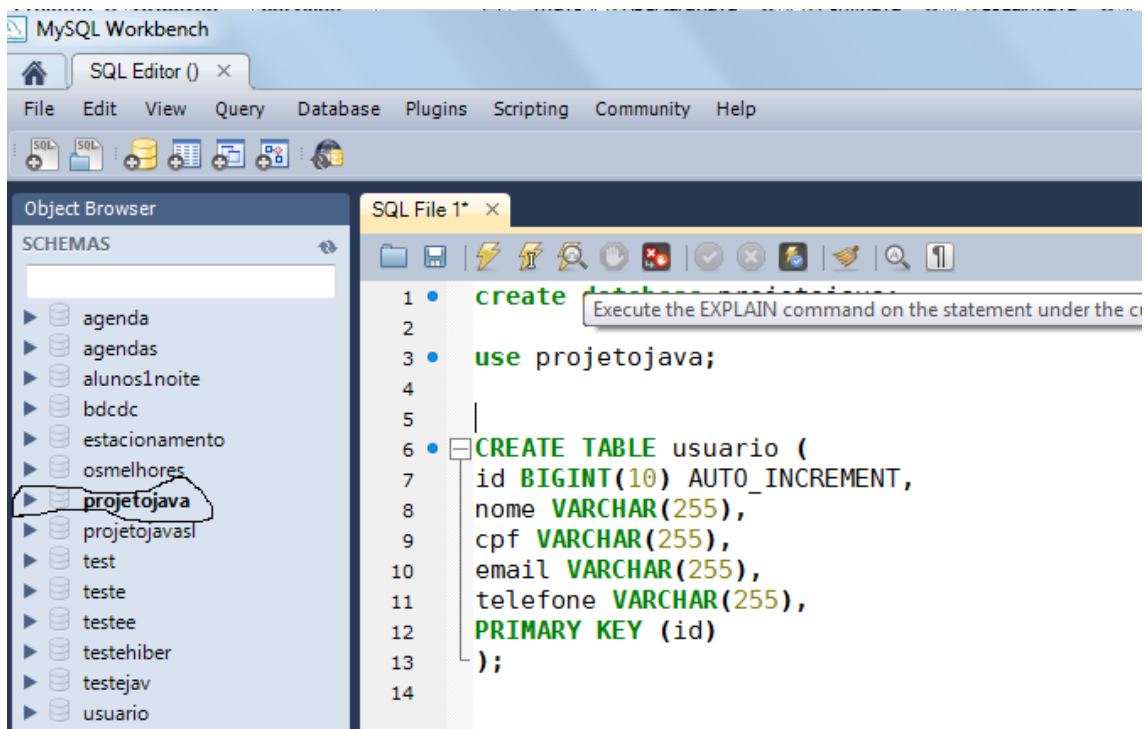 MySQL Workbench
SQL Editor ()
File Edit View Query Database Plugins Scripting Community Help
SQL SQL
Object Browser
SCHEMAS
agenda
agendas
alunos1noite
bdcdc
estacionamento
osmelhores
projetojava
projetojavasl
test
teste
testee
testehiber
testejav
usuario
SQL File 1*
1 create
Execute the EXPLAIN command on the statement under the
2
3 use projetojava;
4
5
6 CREATE TABLE usuario (
7 id BIGINT(10) AUTO_INCREMENT,
8 nome VARCHAR(255),
9 cpf VARCHAR(255),
10 email VARCHAR(255),
11 telefone VARCHAR(255),
12 PRIMARY KEY (id)
13 );
14